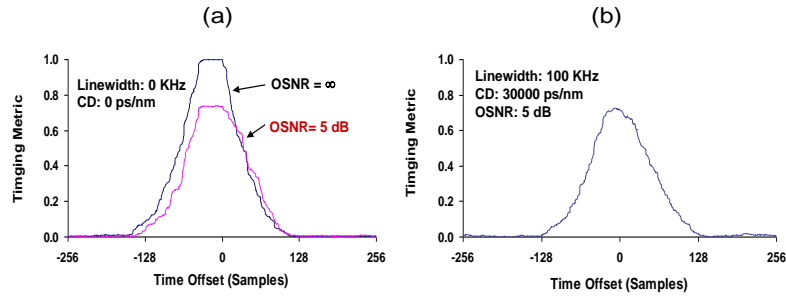 (a)
Timging Metric
1.0
0.8
0.6
0.4
0.2
0.0
Linewidth: 0 KHz
CD: 0 ps/nm
OSNR = ∞
OSNR= 5 dB
-256
-128
0
128
256
Time Offset (Samples)
(b)
Timging Metric
1.0
0.8
0.6
0.4
0.2
0.0
Linewidth: 100 KHz
CD: 30000 ps/nm
OSNR: 5 dB
-256
-128
0
128
256
Time Offset (Samples)